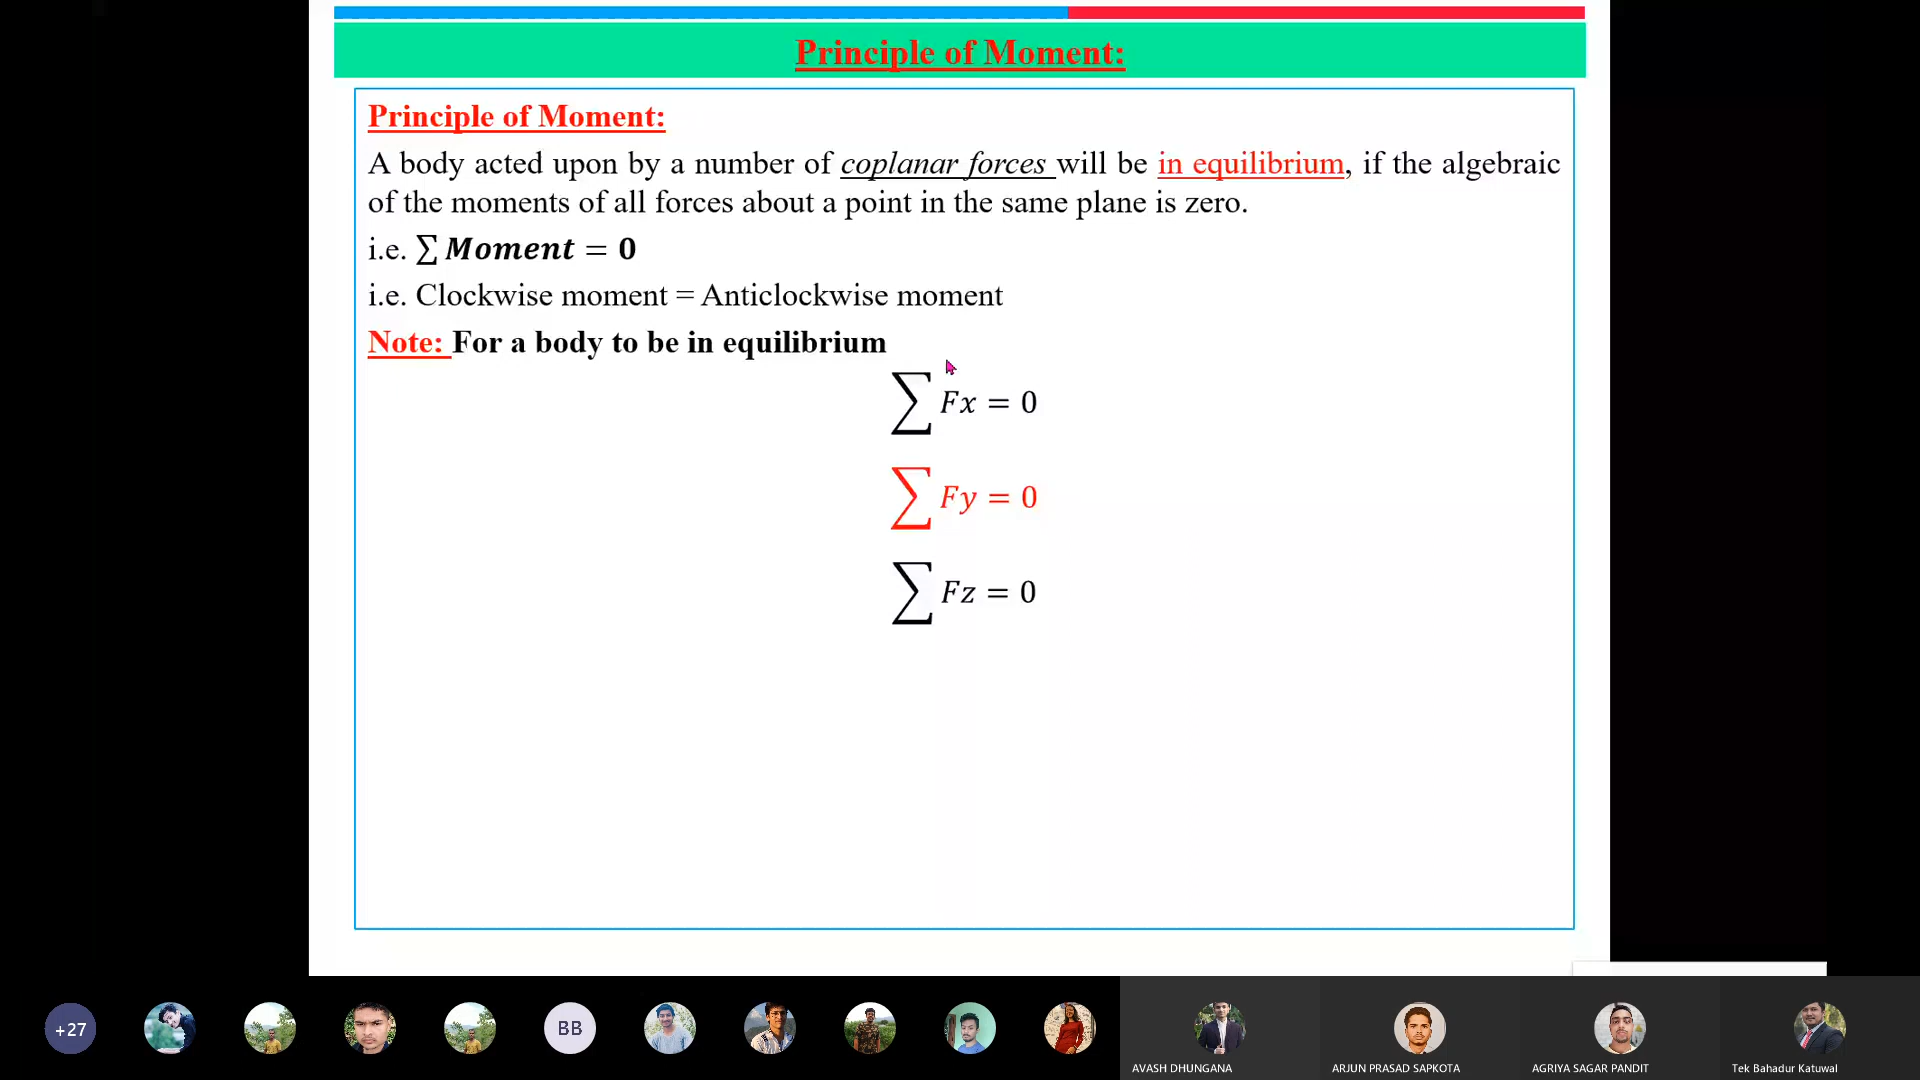 Principle of Moment:
Principle of Moment:
A body acted upon by a number of coplanar forces will be in equilibrium, if the algebraic
of the moments of all forces about a point in the same plane is zero.
i.e. ∑ Moment = 0
i.e. Clockwise moment = Anticlockwise moment
Note: For a body to be in equilibrium
∑ Fx = 0
∑ Fy = 0
∑ Fz = 0
+27
BB
AVASH DHUNGANA
ARJUN PRASAD SAPKOTA
AGRIYA SAGAR PANDIT
Tek Bahadur Katuwal